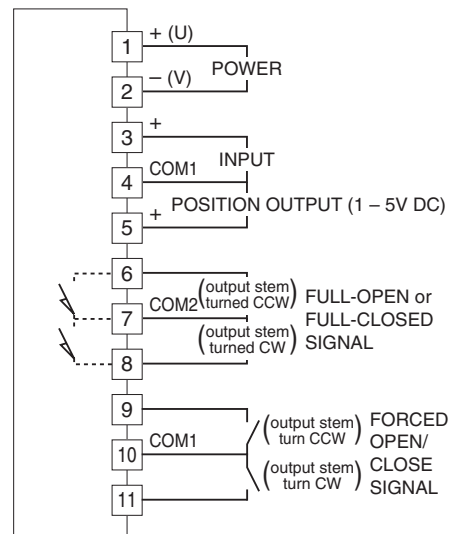 1 + (U)
POWER
2 – (V)
3 +
INPUT
4 COM1
POSITION OUTPUT (1 – 5V DC)
5 +
6
(output stem turned CCW)
7 COM2
FULL-OPEN or
FULL-CLOSED
SIGNAL
(output stem turned CW)
8
9
(output stem turn CCW)
10 COM1
FORCED
OPEN/
CLOSE
SIGNAL
(output stem turn CW)
11